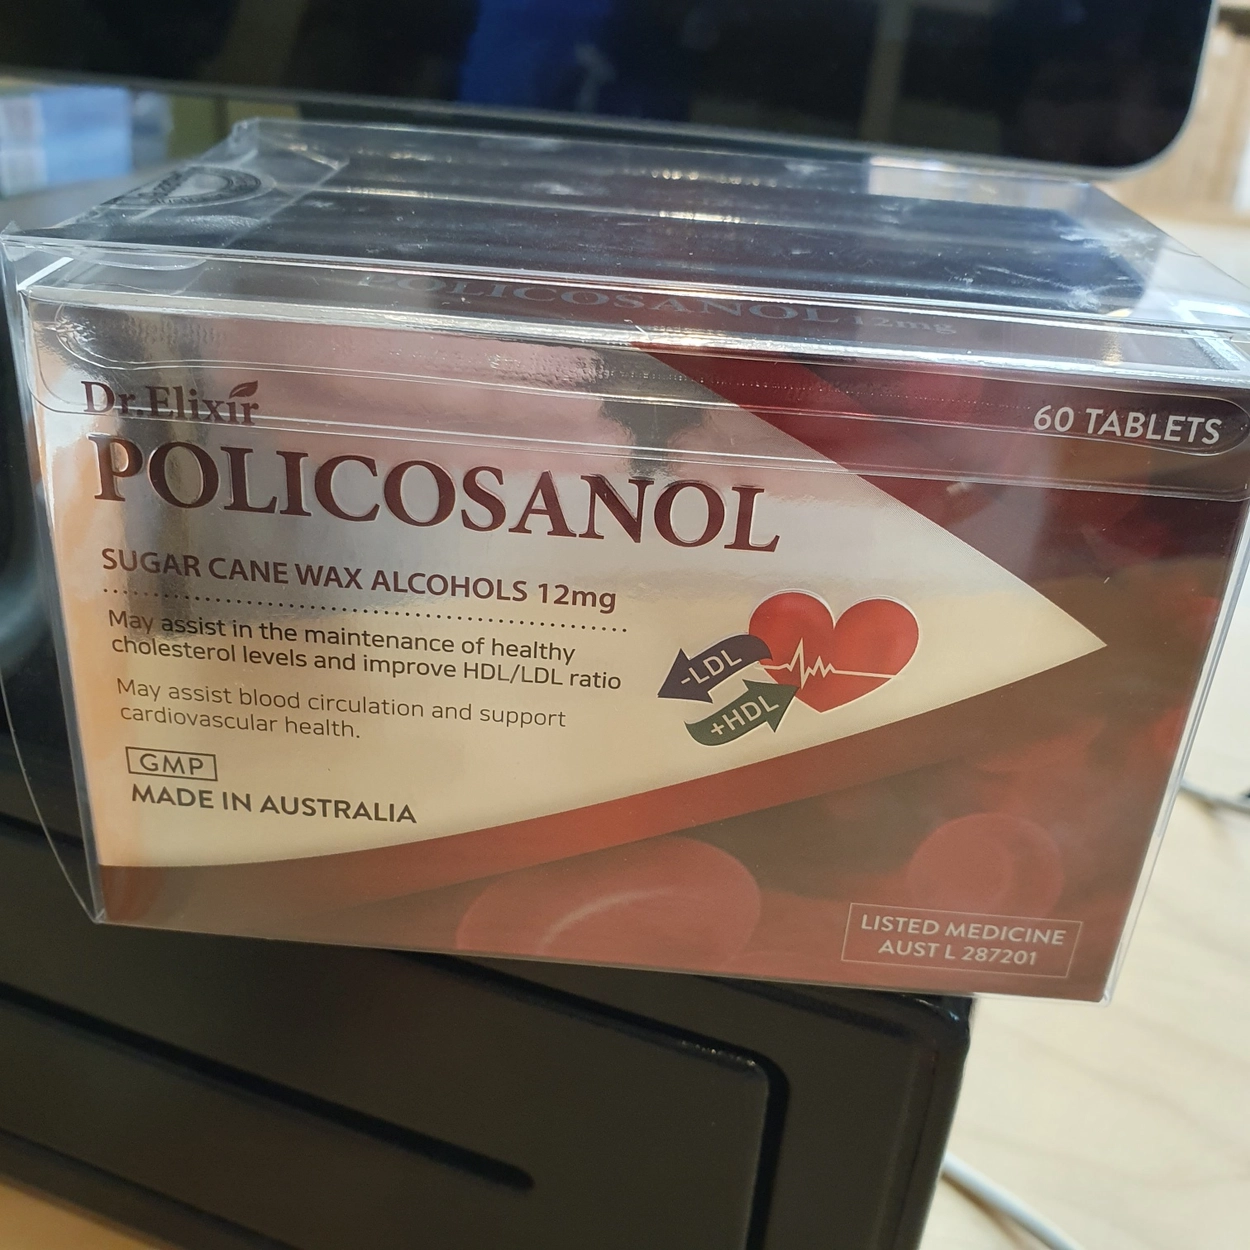 POLICOSANOL 12mg
Dr.Elixir
60 TABLETS
POLICOSANOL
SUGAR CANE WAX ALCOHOLS 12mg
May assist in the maintenance of healthy
cholesterol levels and improve HDL/LDL ratio
-LDL
+HDL
May assist blood circulation and support
cardiovascular health.
GMP
MADE IN AUSTRALIA
LISTED MEDICINE
AUST L 287201